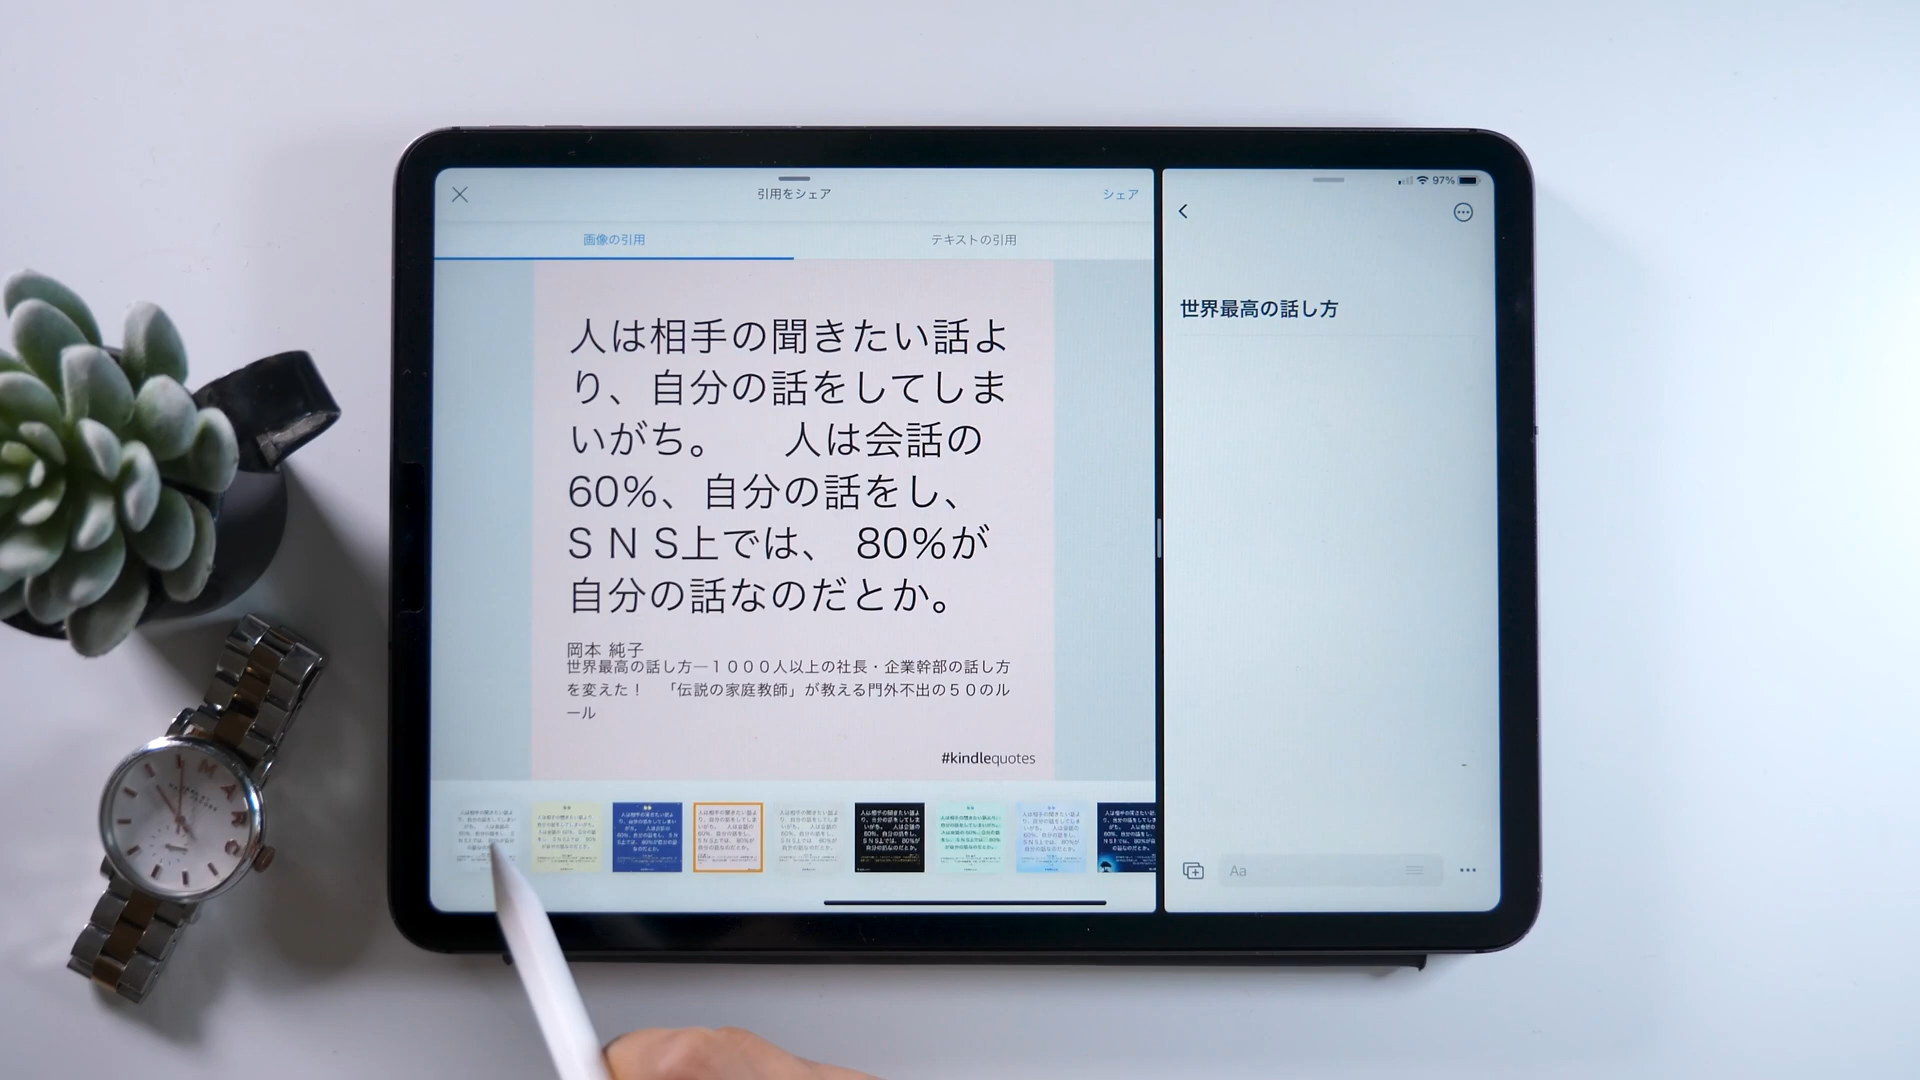 引用をシェア
シェア
画像の引用
テキストの引用
人は相手の聞きたい話よ
り、自分の話をしてしま
いがち。　人は会話の
60%、自分の話をし、
ＳＮＳ上では、 80%が
自分の話なのだとか。
岡本 純子
世界最高の話し方―１０００人以上の社長・企業幹部の話し方
を変えた！　「伝説の家庭教師」が教える門外不出の５０のル
ール
#kindlequotes
97%
世界最高の話し方
Aa